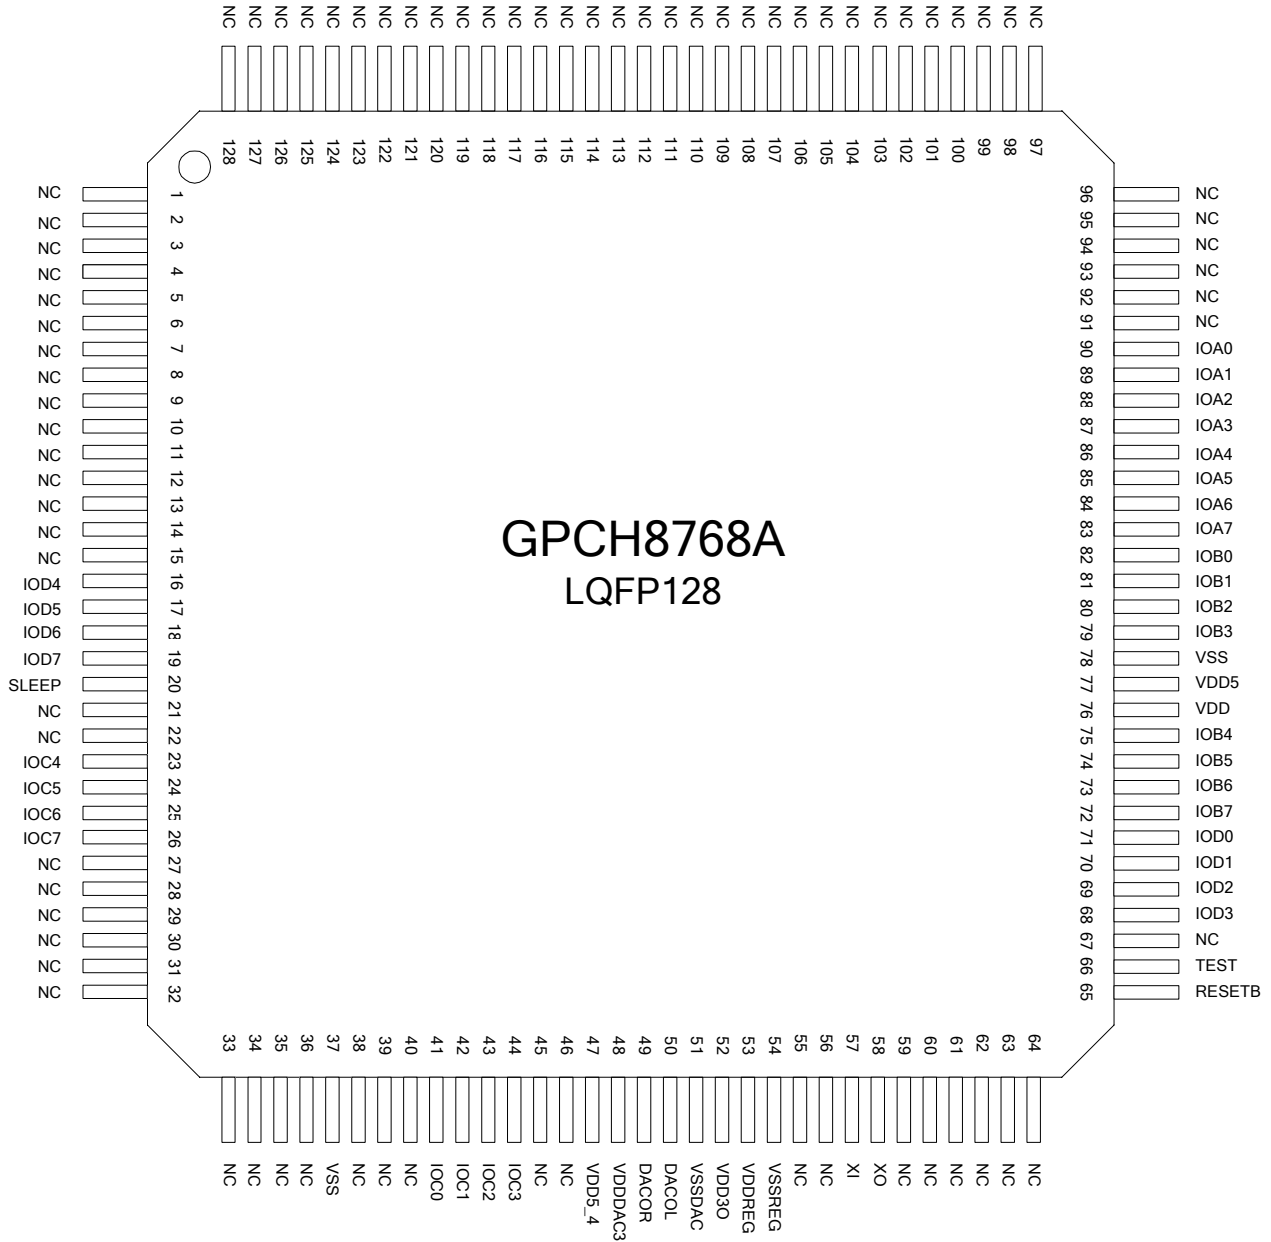 NC NC NC NC NC NC NC NC NC NC NC NC NC NC NC NC NC NC NC NC NC NC NC NC NC NC NC NC NC NC NC NC
128 127 126 125 124 123 122 121 120 119 118 117 116 115 114 113 112 111 110 109 108 107 106 105 104 103 102 101 100 99 98 97
NC 1 96 NC
NC 2 95 NC
NC 3 94 NC
NC 4 93 NC
NC 5 92 NC
NC 6 91 NC
NC 7 90 IOA0
NC 8 89 IOA1
NC 9 88 IOA2
NC 10 87 IOA3
NC 11 86 IOA4
NC 12 85 IOA5
NC 13 84 IOA6
NC 14 83 IOA7
GPCH8768A
NC 15 82 IOB0
IOD4 16 81 IOB1
LQFP128
IOD5 17 80 IOB2
IOD6 18 79 IOB3
IOD7 19 78 VSS
SLEEP 20 77 VDD5
NC 21 76 VDD
NC 22 75 IOB4
IOC4 23 74 IOB5
IOC5 24 73 IOB6
IOC6 25 72 IOB7
IOC7 26 71 IOD0
NC 27 70 IOD1
NC 28 69 IOD2
NC 29 68 IOD3
NC 30 67 NC
NC 31 66 TEST
NC 32 65 RESETB
33 34 35 36 37 38 39 40 41 42 43 44 45 46 47 48 49 50 51 52 53 54 55 56 57 58 59 60 61 62 63 64
NC NC NC NC VSS NC NC NC IOC0 IOC1 IOC2 IOC3 NC NC VDD5_4 VDDDAC3 DACOR DACOL VSSDAC VDD3O VDDREG VSSREG NC NC XI XO NC NC NC NC NC NC